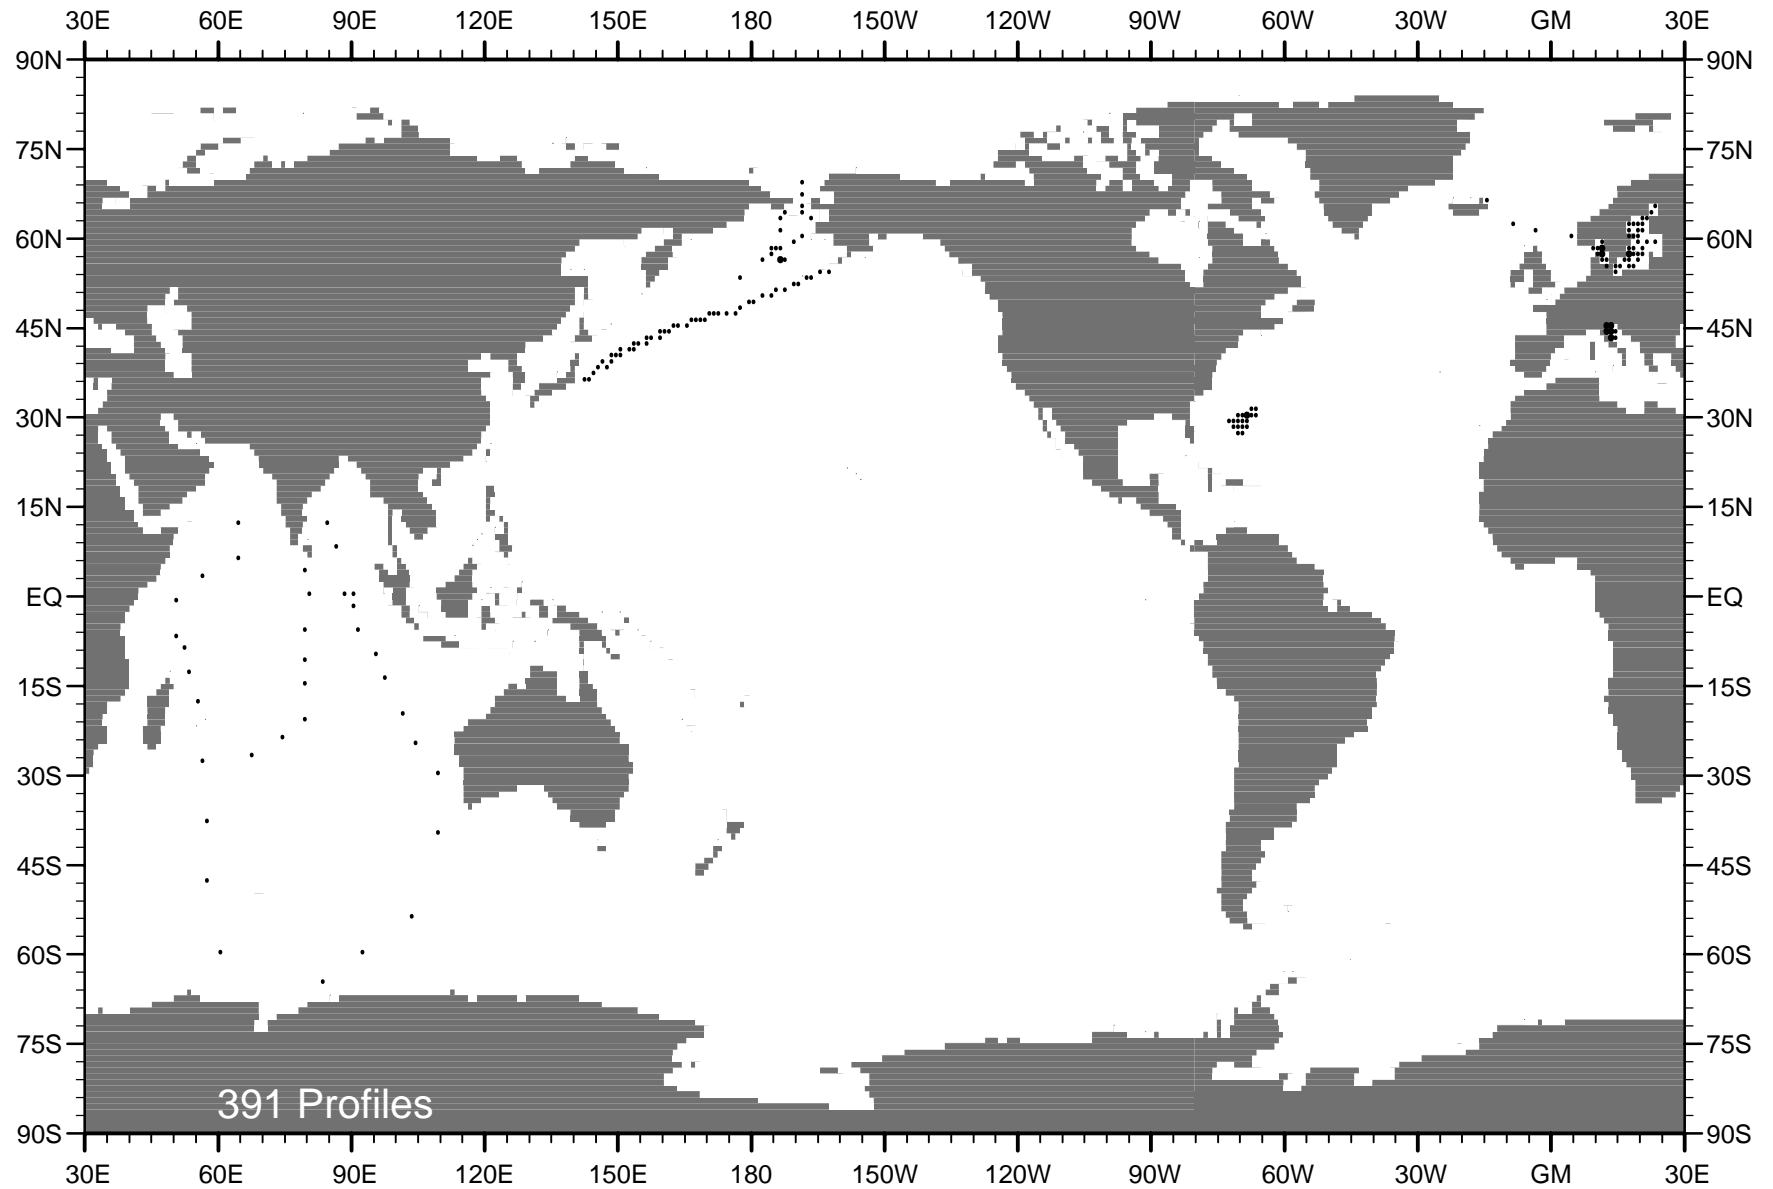 30E 60E 90E 120E 150E 180 150W 120W 90W 60W 30W GM 30E
90N 90N
75N 75N
60N 60N
45N 45N
30N 30N
15N 15N
EQ EQ
15S 15S
30S 30S
45S 45S
60S 60S
75S 75S
391 Profiles
90S 90S
30E 60E 90E 120E 150E 180 150W 120W 90W 60W 30W GM 30E